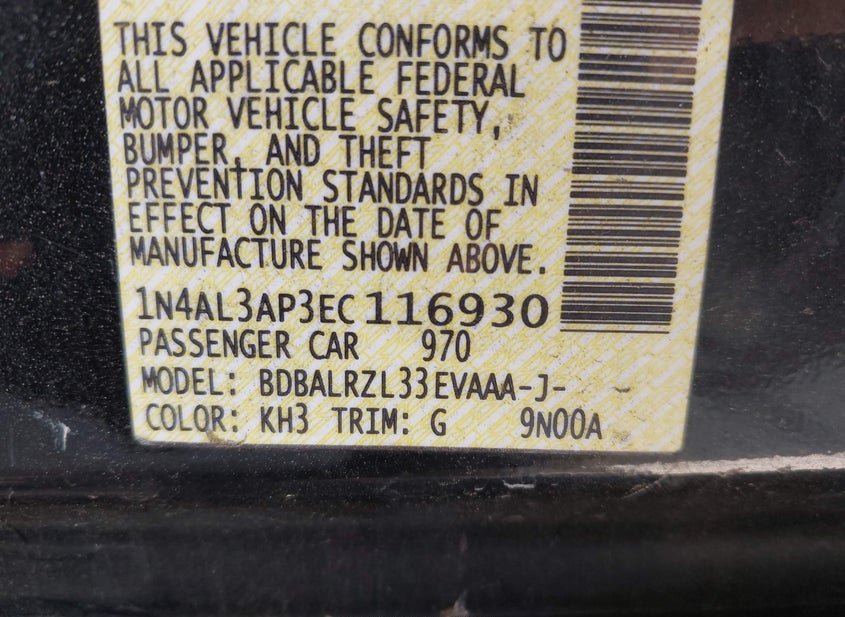 THIS VEHICLE CONFORMS TO
ALL APPLICABLE FEDERAL
MOTOR VEHICLE SAFETY,
BUMPER, AND THEFT
PREVENTION STANDARDS IN
EFFECT ON THE DATE OF
MANUFACTURE SHOWN ABOVE.
1N4AL3AP3EC116930
PASSENGER CAR 970
MODEL: BDBALRZL33EVAAA-J-  -
COLOR: KH3 TRIM: G 9N00A